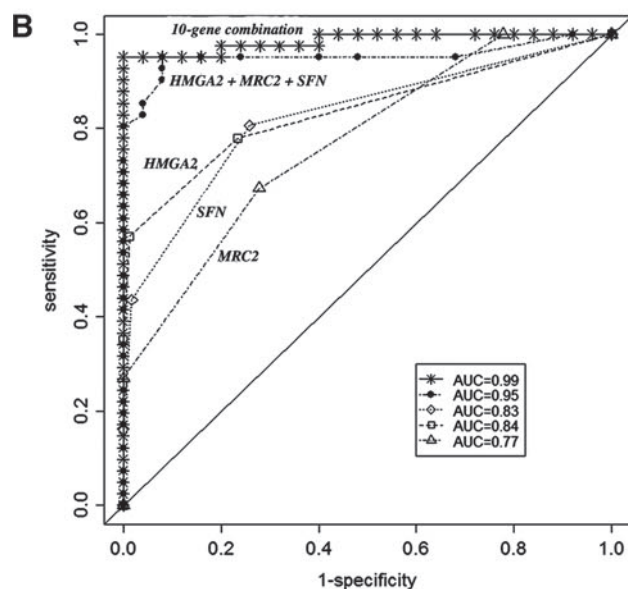 B
10-gene combination
HMGA2 + MRC2 + SFN
HMGA2
SFN
MRC2
sensitivity
1.0
0.8
0.6
0.4
0.2
0.0
AUC=0.99
AUC=0.95
AUC=0.83
AUC=0.84
AUC=0.77
0.0 0.2 0.4 0.6 0.8 1.0
1-specificity